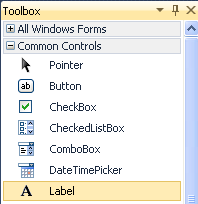 Toolbox
All Windows Forms
Common Controls
Pointer
ab Button
CheckBox
CheckedListBox
ComboBox
DateTimePicker
A Label